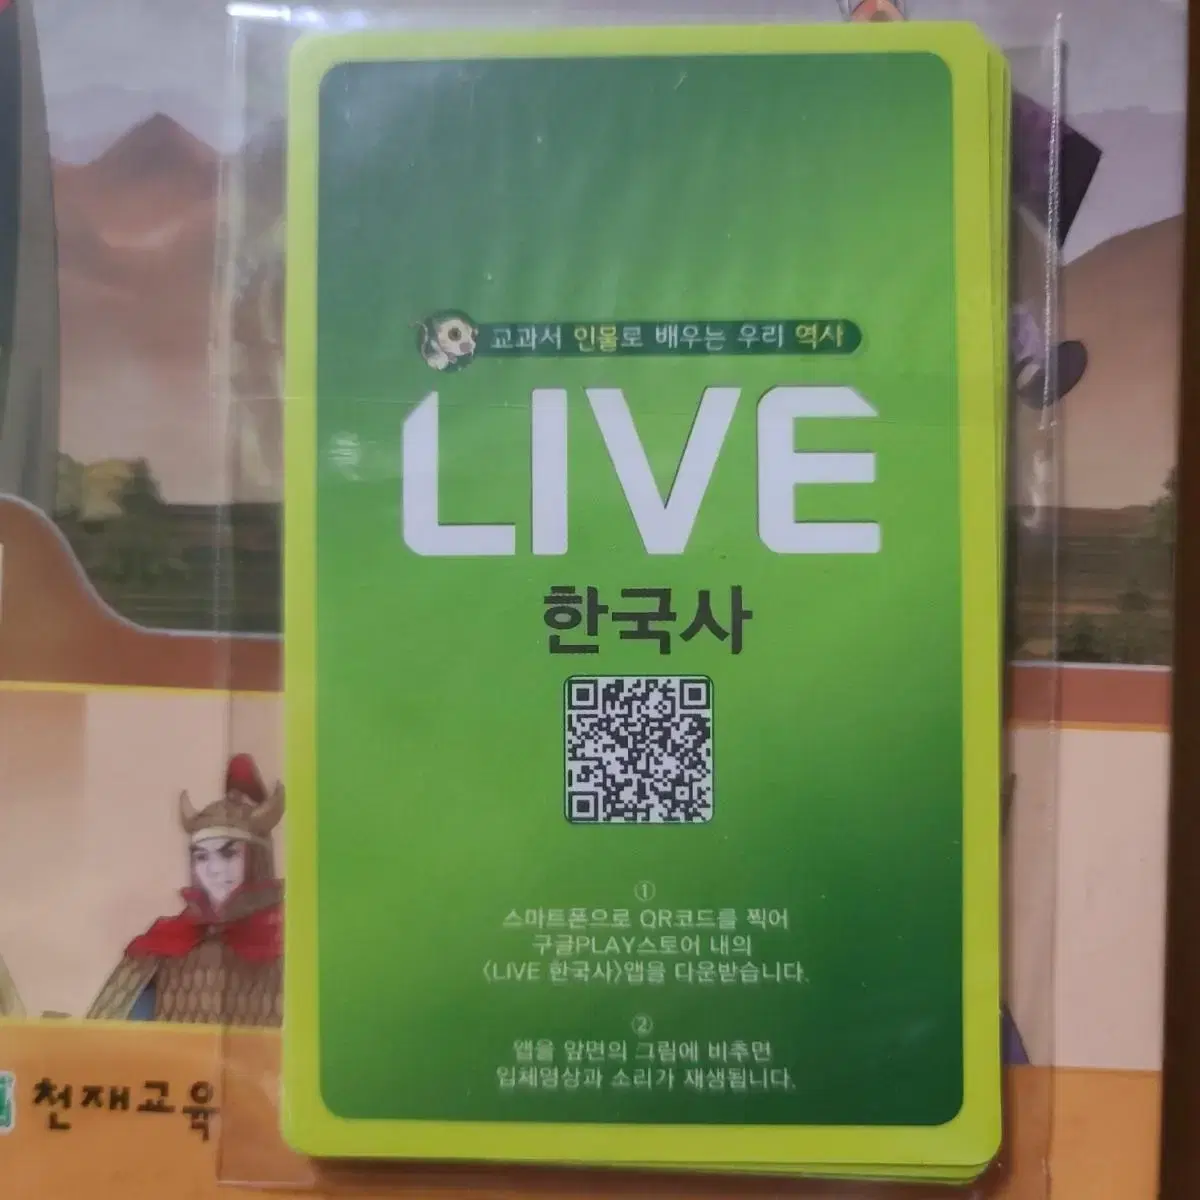 교과서 인물로 배우는 우리 역사
LIVE
한국사
①
스마트폰으로 QR코드를 찍어
구글PLAY스토어 내의
〈LIVE 한국사〉앱을 다운받습니다.
②
앱을 앞면의 그림에 비추면
입체영상과 소리가 재생됩니다.
천재교육